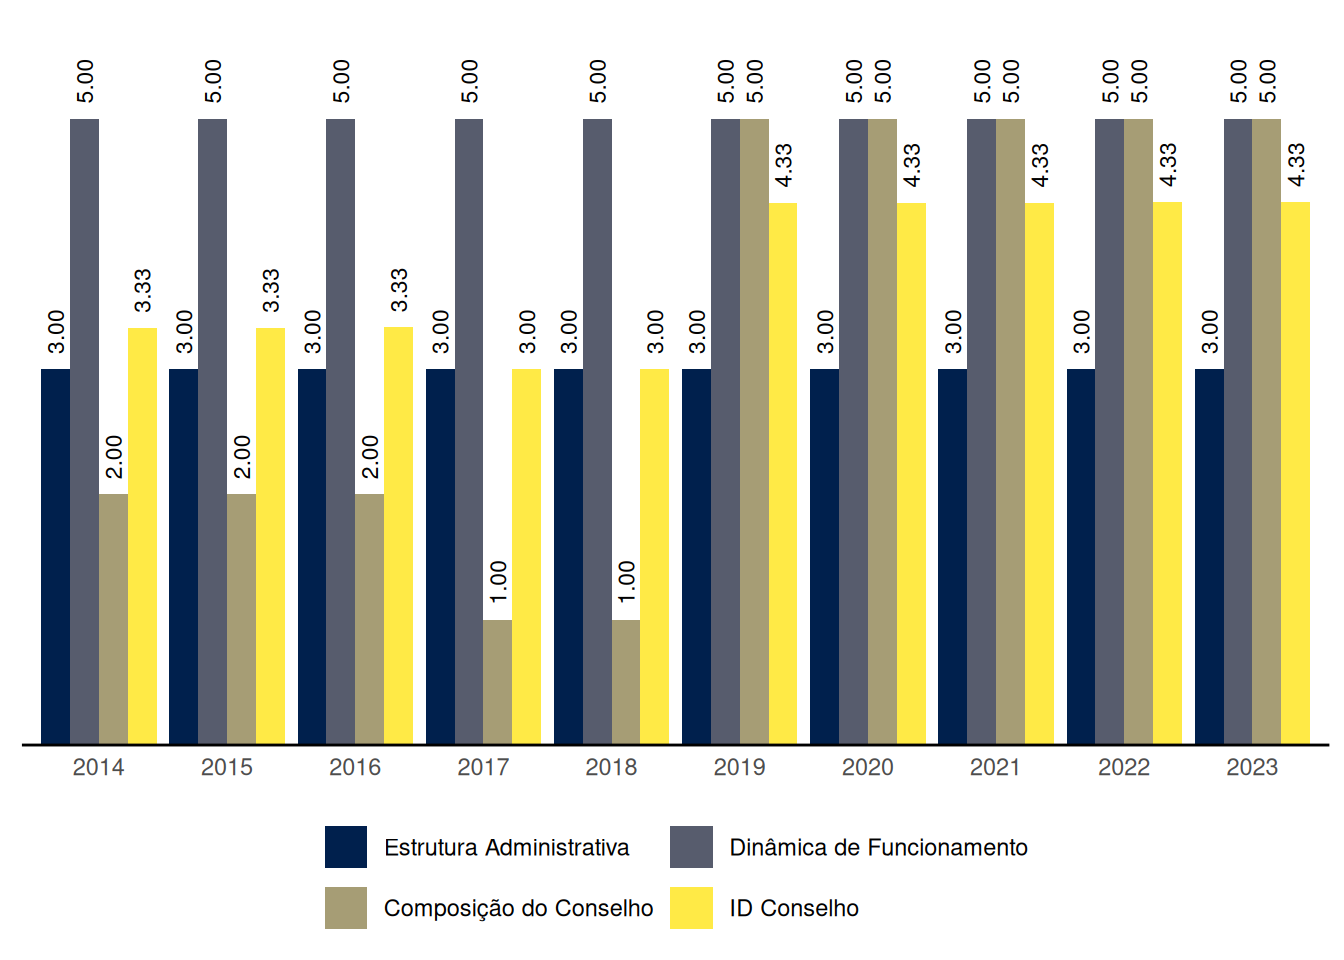 5.00 5.00 5.00 5.00 5.00 5.00 5.00 5.00 5.00 5.00 5.00 5.00 5.00 5.00 5.00
4.33 4.33 4.33 4.33 4.33
3.33 3.33 3.33
3.00 3.00 3.00 3.00 3.00 3.00 3.00 3.00 3.00 3.00 3.00 3.00
2.00 2.00 2.00
1.00 1.00
2014 2015 2016 2017 2018 2019 2020 2021 2022 2023
Estrutura Administrativa Dinâmica de Funcionamento
Composição do Conselho ID Conselho